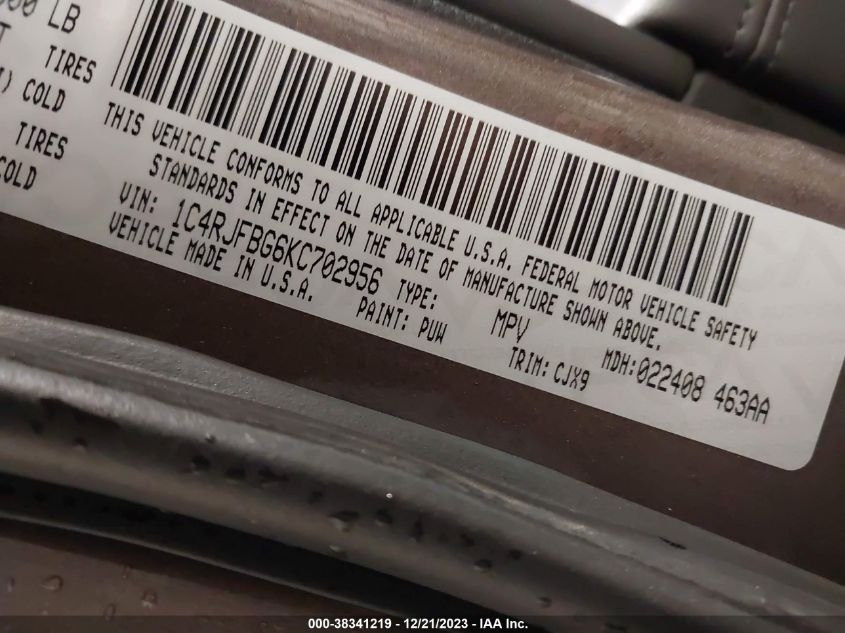 LB
TIRES
COLD
TIRES
COLD
THIS VEHICLE CONFORMS TO ALL APPLICABLE U.S.A. FEDERAL MOTOR VEHICLE SAFETY
STANDARDS IN EFFECT ON THE DATE OF MANUFACTURE SHOWN ABOVE.
VIN: 1C4RJFBG6KC702956 TYPE: MPV MDH:022408 463AA
VEHICLE MADE IN U.S.A. PAINT: PUW TRIM: CJX9
000-38341219 - 12/21/2023 - IAA Inc.